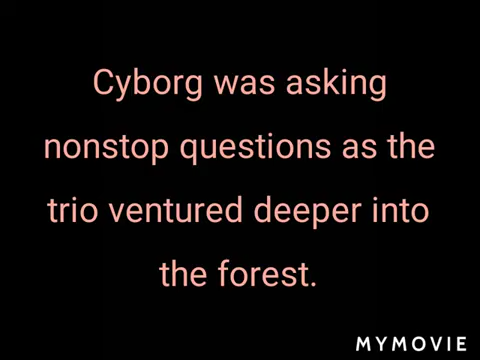 Cyborg was asking
nonstop questions as the
trio ventured deeper into
the forest.
MYMOVIE